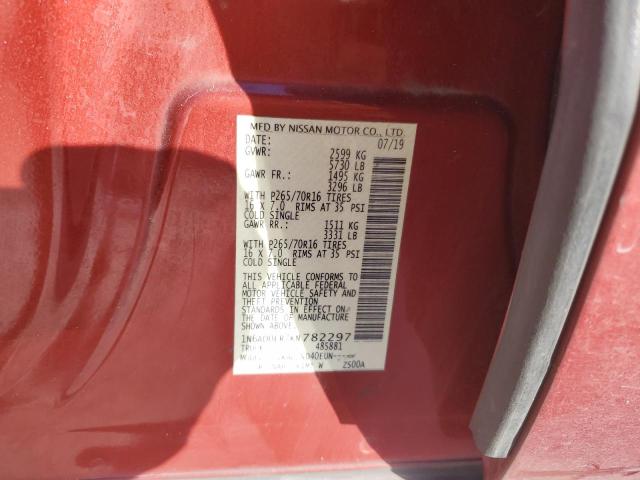 MFD BY NISSAN MOTOR CO., LTD.
DATE: 07/19
GVWR: 2599 KG
5730 LB
GAWR FR.: 1495 KG
3296 LB
WITH P265/70R16 TIRES
16 X 7.0 RIMS AT 35 PSI
COLD SINGLE
GAWR RR.: 1511 KG
3331 LB
WITH P265/70R16 TIRES
16 X 7.0 RIMS AT 35 PSI
COLD SINGLE
THIS VEHICLE CONFORMS TO
ALL APPLICABLE FEDERAL
MOTOR VEHICLE SAFETY AND
THEFT PREVENTION
STANDARDS IN EFFECT ON
THE DATE OF MANUFACTURE
SHOWN ABOVE.
782297
TRUCK 485881
W Z500A